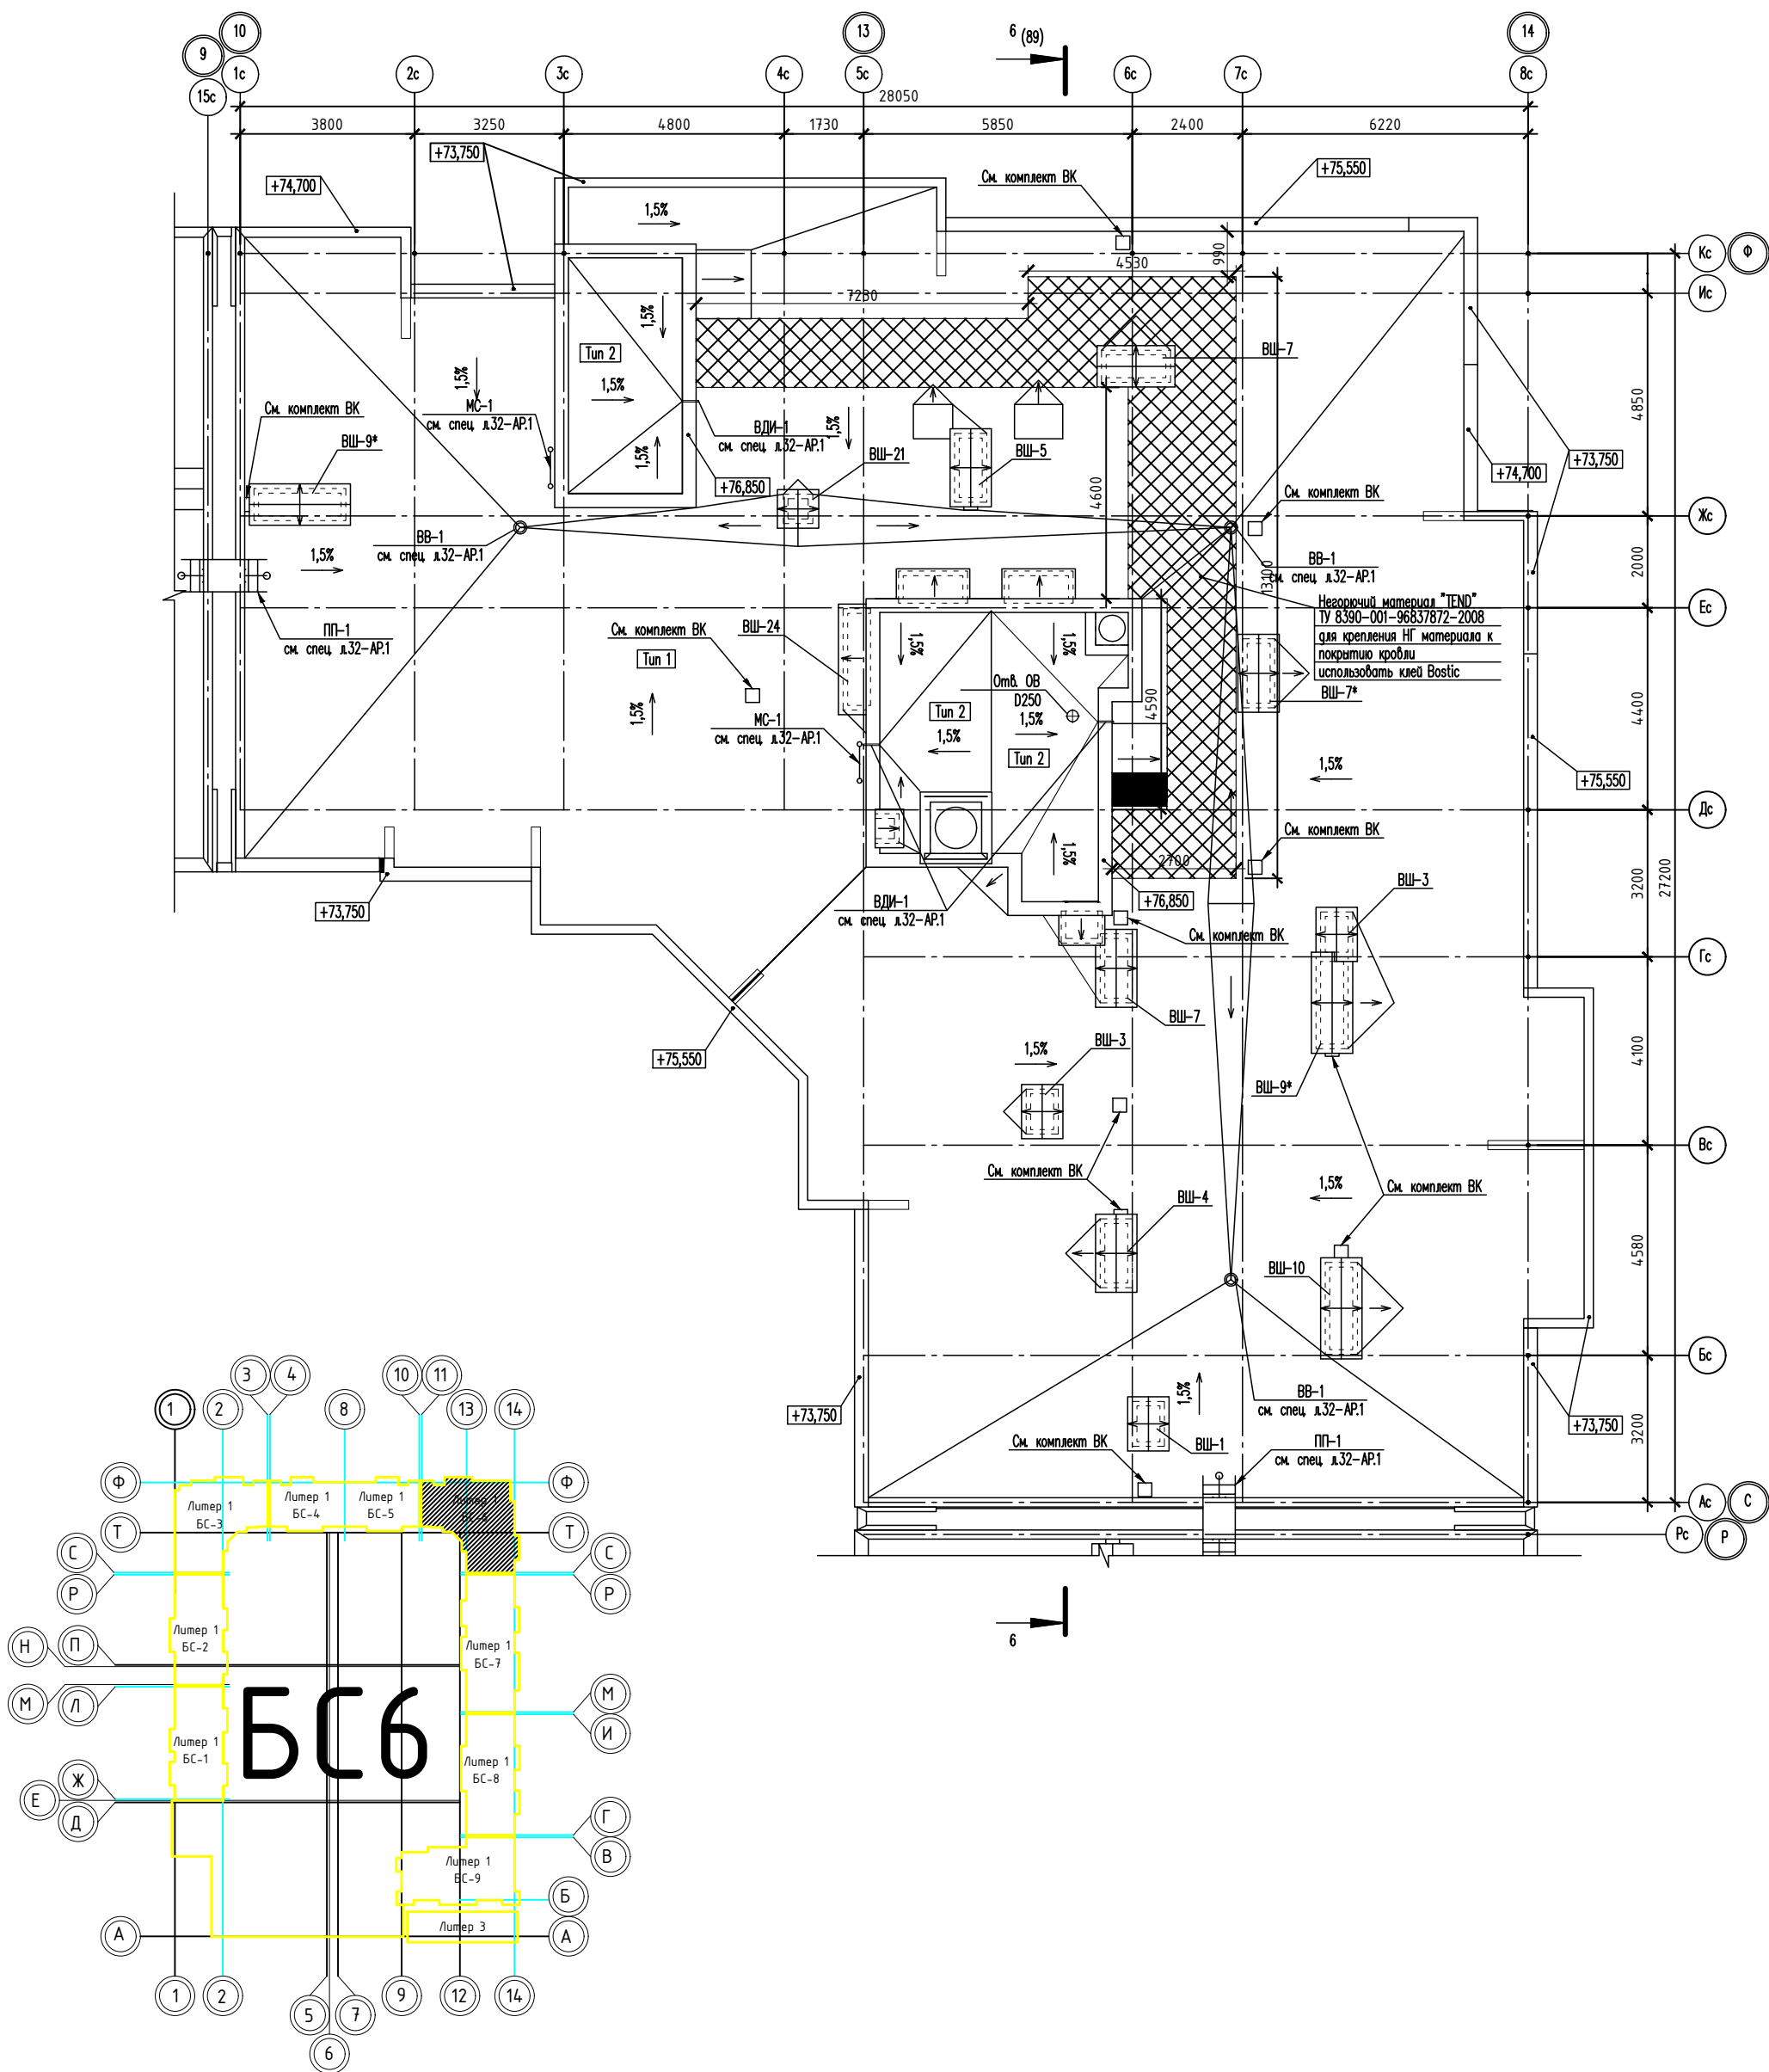 10
9
13
6 (89)
14
1с
2с
3с
4с
5с
6с
7с
8с
15с
28050
3800
3250
4800
1730
5850
2400
6220
+73,750
+74,700
См. комплект ВК
+75,550
1,5%
Кс
Ф
990
4530
Ис
7280
1,5%
Тип 2
1,5%
ВШ-7
1,5%
4850
См. комплект ВК
ВШ-9*
МС-1
см. спец. л.32-АР.1
ВДИ-1
см. спец. л.32-АР.1
1,5%
ВШ-21
ВШ-5
1,5%
+76,850
4600
+74,700
+73,750
См. комплект ВК
Жс
ВВ-1
см. спец. л.32-АР.1
1,5%
ВВ-1
см. спец. л.32-АР.1
13100
2000
Негорючий материал "TEND"
ТУ 8390-001-96837872-2008
для крепления НГ материала к
покрытию кровли
использовать клей Bostic
Ес
ПП-1
см. спец. л.32-АР.1
См. комплект ВК
Тип 1
ВШ-24
1,5%
1,5%
Отв. ОВ
D250
1,5%
4590
ВШ-7*
4400
1,5%
МС-1
см. спец. л.32-АР.1
Тип 2
1,5%
Тип 2
1,5%
+75,550
Дс
См. комплект ВК
1,5%
2700
+73,750
ВДИ-1
см. спец. л.32-АР.1
+76,850
ВШ-3
3200
27200
См. комплект ВК
Гс
ВШ-7
+75,550
1,5%
ВШ-3
ВШ-9*
4100
Вс
См. комплект ВК
1,5%
См. комплект ВК
ВШ-4
4580
ВШ-10
Бс
1,5%
ВВ-1
см. спец. л.32-АР.1
+73,750
+73,750
3200
См. комплект ВК
ВШ-1
ПП-1
см. спец. л.32-АР.1
Ас
С
Рс
Р
6
3
4
10
11
1
2
8
13
14
Ф
Ф
Литер 1
БС-3
Литер 1
БС-4
Литер 1
БС-5
Т
Т
С
С
Р
Р
Н
П
Литер 1
БС-2
Литер 1
БС-7
М
Л
М
И
БС6
Литер 1
БС-1
Литер 1
БС-8
Ж
Е
Д
Г
В
Литер 1
БС-9
Б
А
Литер 3
А
1
2
5
7
9
12
14
6